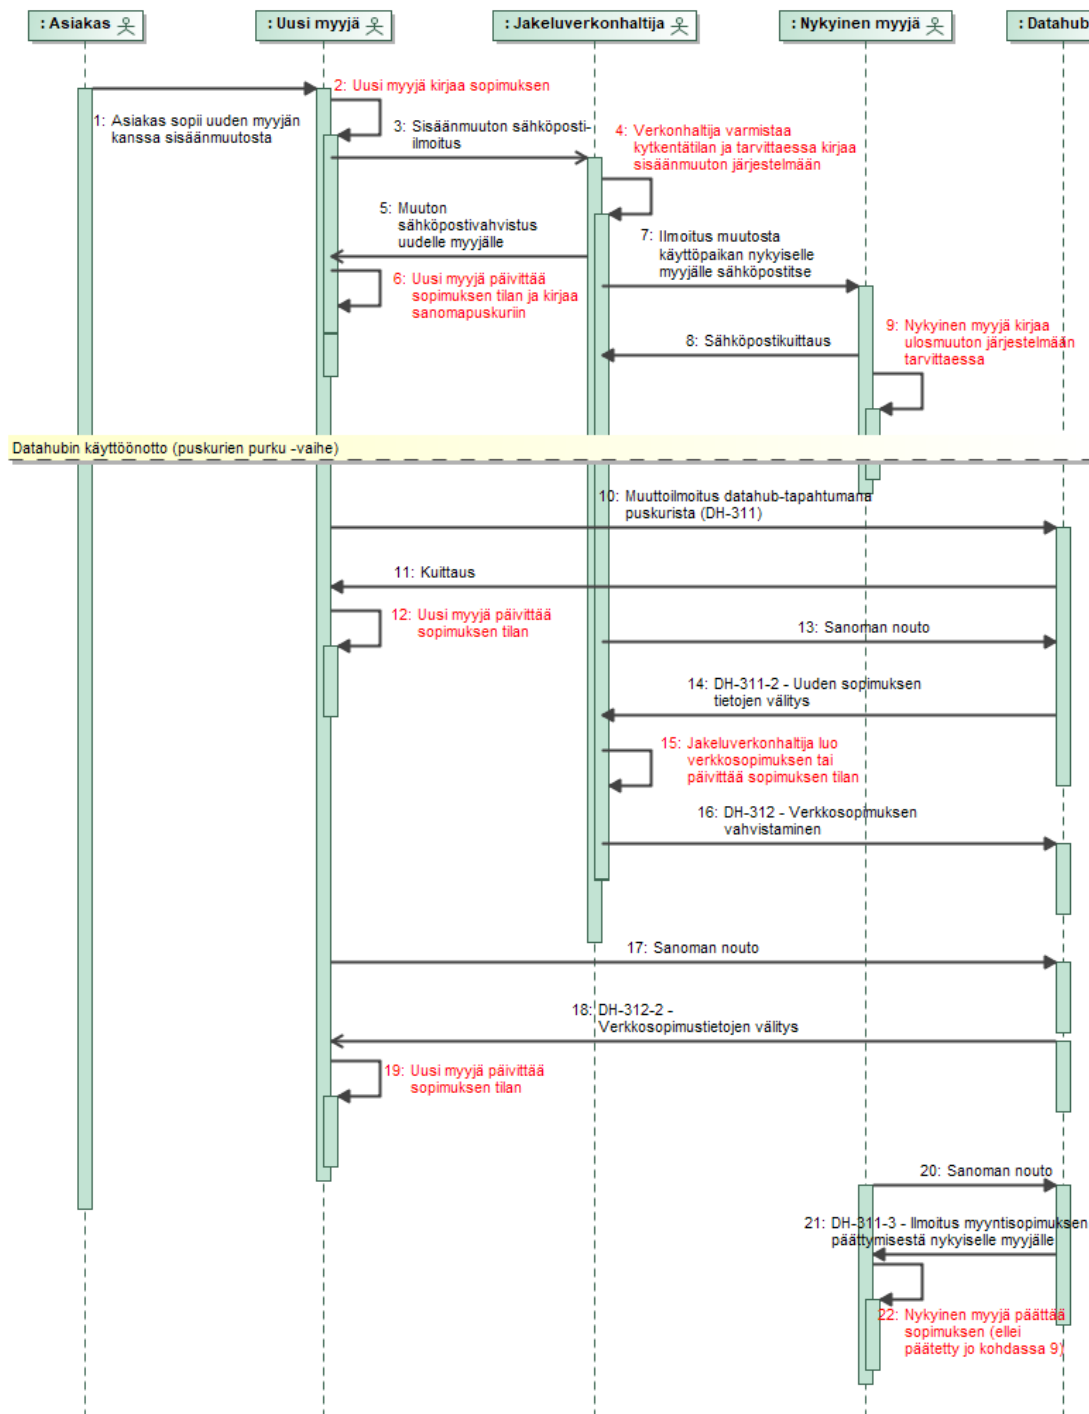 : Asiakas
: Uusi myyjä
: Jakeluverkonhaltija
: Nykyinen myyjä
: Datahub
2: Uusi myyjä kirjaa sopimuksen
1: Asiakas sopii uuden myyjän
kanssa sisäänmuutosta
3: Sisäänmuuton sähköposti-
ilmoitus
4: Verkonhaltija varmistaa
kytkentätilan ja tarvittaessa kirjaa
sisäänmuuton järjestelmään
5: Muuton
sähköpostivahvistus
uudelle myyjälle
7: Ilmoitus muutosta
käyttöpaikan nykyiselle
myyjälle sähköpostitse
6: Uusi myyjä päivittää
sopimuksen tilan ja kirjaa
sanomapuskuriin
8: Sähköpostikuittaus
9: Nykyinen myyjä kirjaa
ulosmuuton järjestelmään
tarvittaessa
Datahubin käyttöönotto (puskurien purku -vaihe)
10: Muuttoilmoitus datahub-tapahtumana
puskurista (DH-311)
11: Kuittaus
12: Uusi myyjä päivittää
sopimuksen tilan
13: Sanoman nouto
14: DH-311-2 - Uuden sopimuksen
tietojen välitys
15: Jakeluverkonhaltija luo
verkkosopimuksen tai
päivittää sopimuksen tilan
16: DH-312 - Verkkosopimuksen
vahvistaminen
17: Sanoman nouto
18: DH-312-2 -
Verkkosopimustietojen välitys
19: Uusi myyjä päivittää
sopimuksen tilan
20: Sanoman nouto
21: DH-311-3 - Ilmoitus myyntisopimuksen
päättymisestä nykyiselle myyjälle
22: Nykyinen myyjä päättää
sopimuksen (ellei
päätetty jo kohdassa 9)